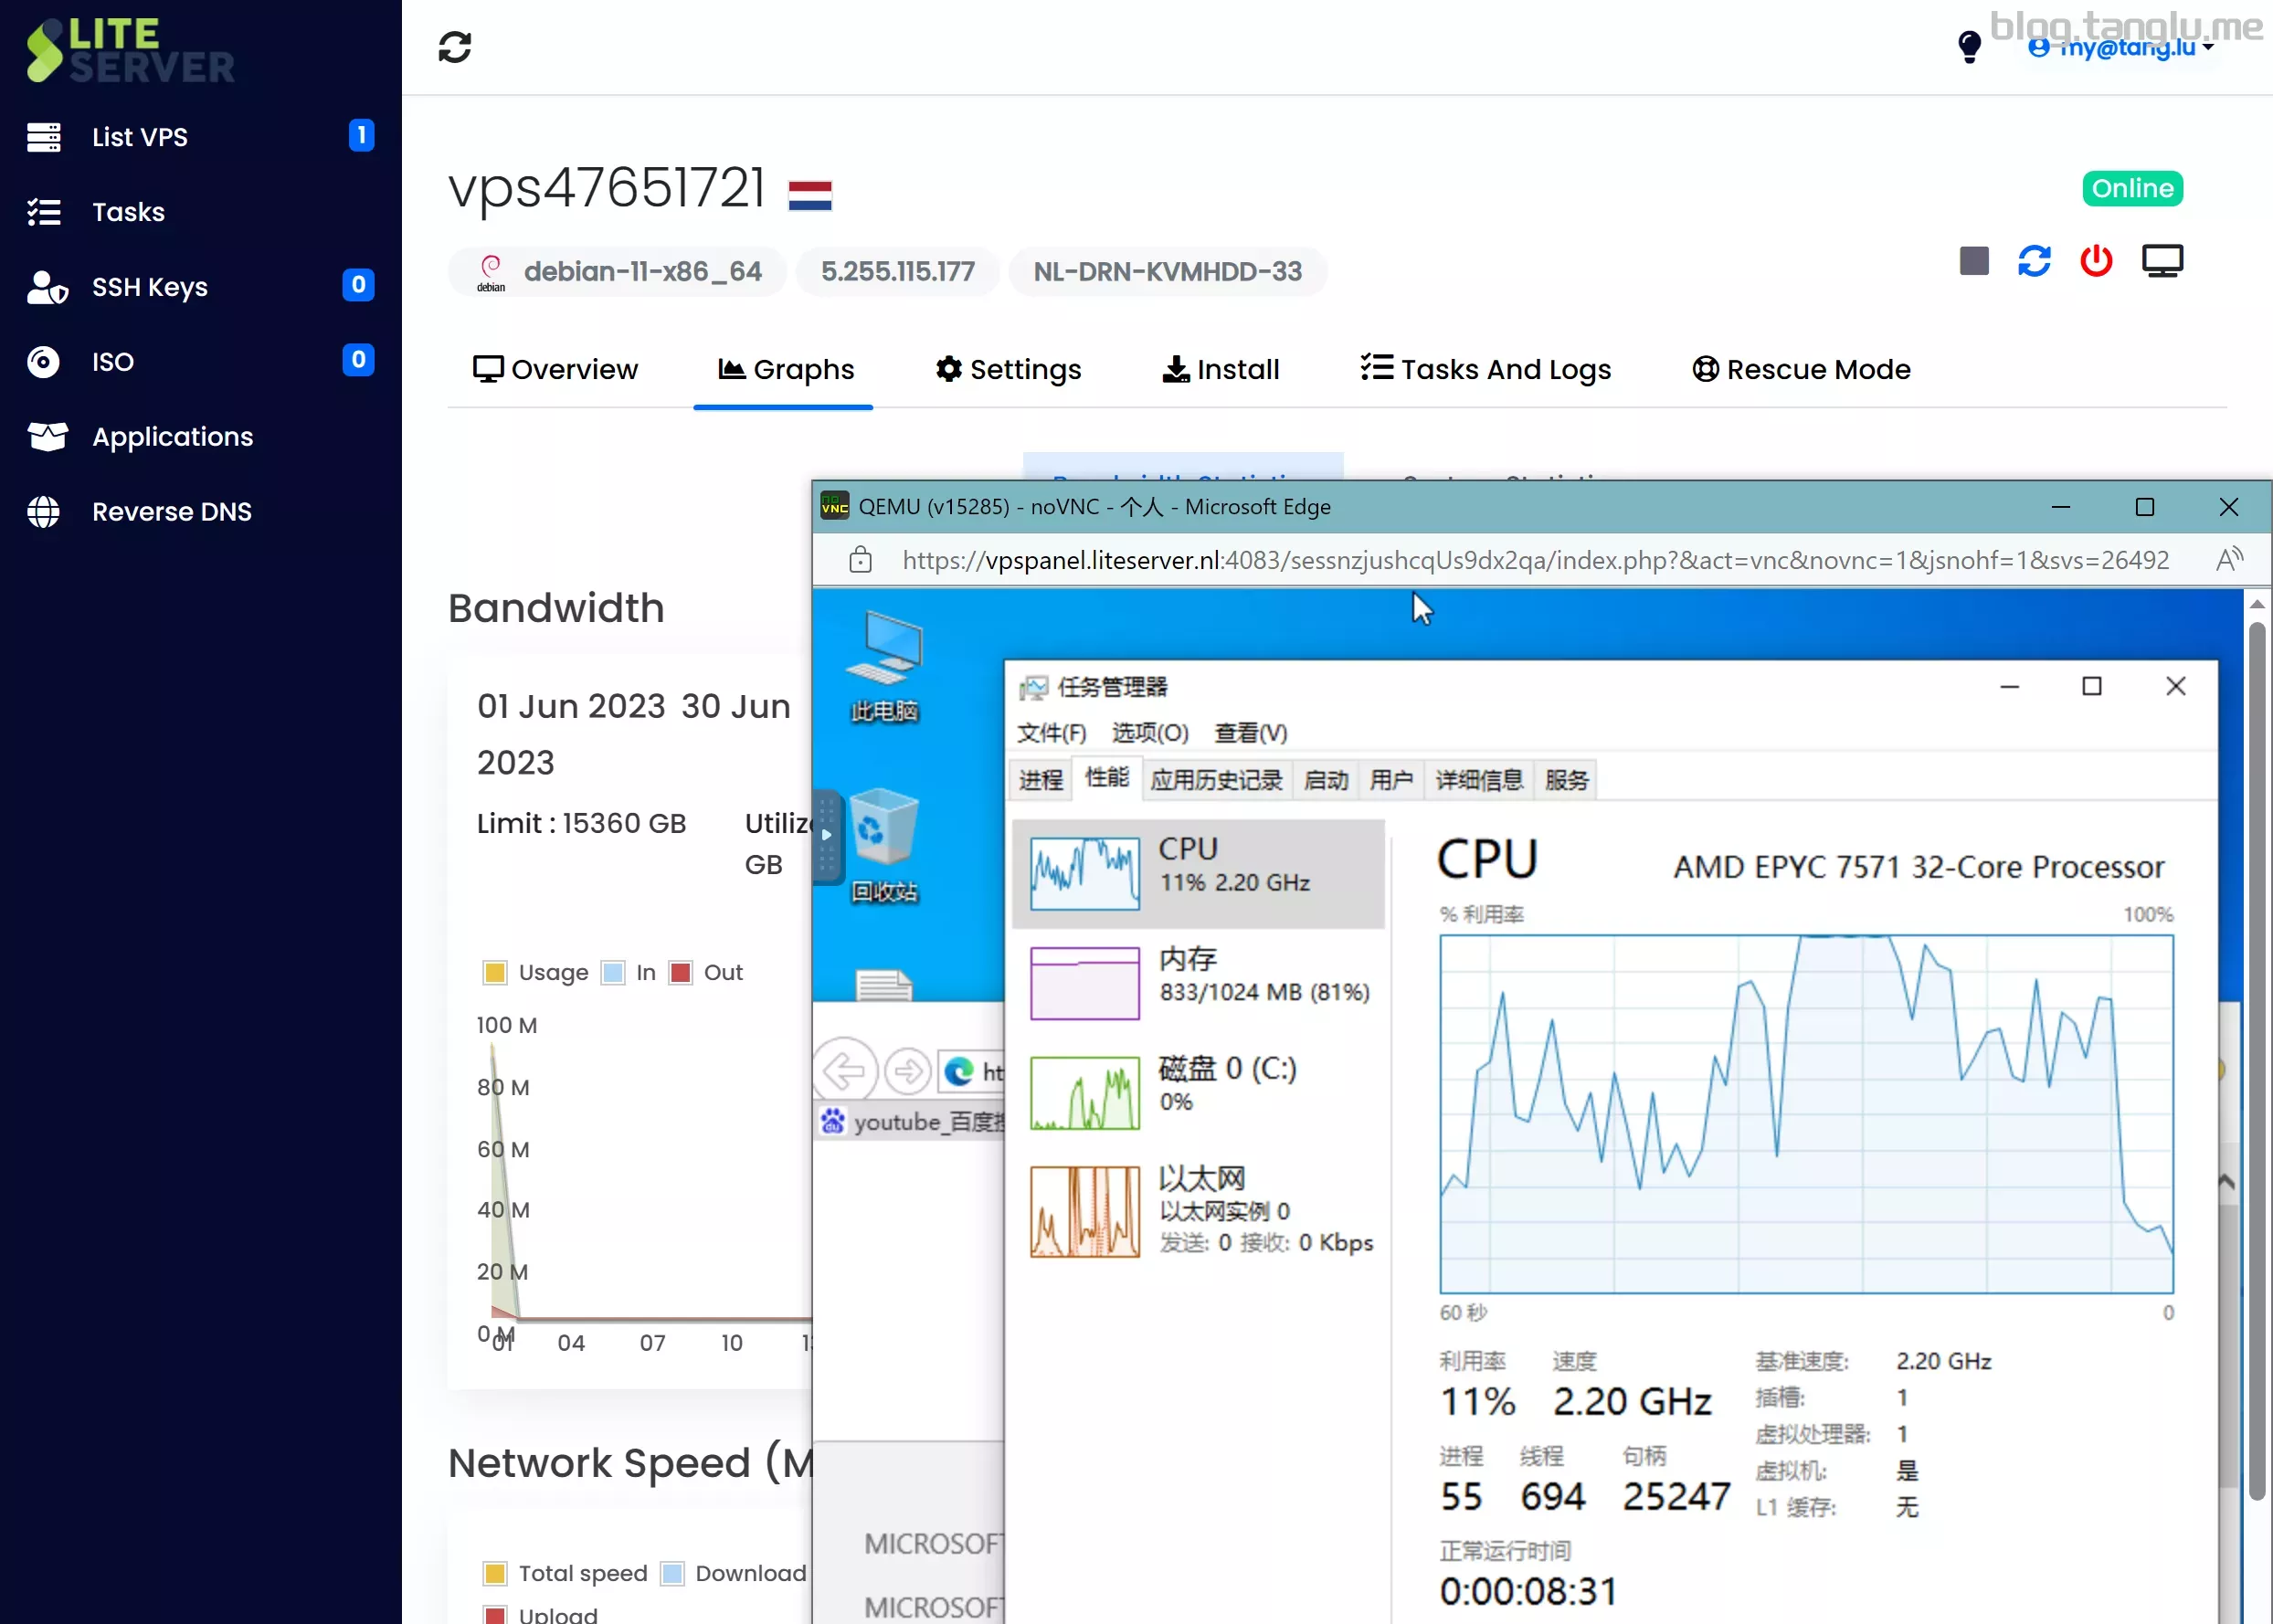 LITE
SERVER
blog.tanglu.me
my@tang.lu
List VPS 1
Tasks
SSH Keys 0
ISO 0
Applications
Reverse DNS
vps47651721
Online
debian
debian-11-x86_64
5.255.115.177
NL-DRN-KVMHDD-33
Overview
Graphs
Settings
Install
Tasks And Logs
Rescue Mode
Bandwidth
01 Jun 2023 30 Jun
2023
Limit : 15360 GB
GB
Usage In Out
100 M
80 M
60 M
40 M
20 M
0 M
01 04 07 10
Network Speed (M
Total speed Download
Upload
QEMU (v15285) - noVNC - 个人 - Microsoft Edge
https://vpspanel.liteserver.nl:4083/sessnzjushcqUs9dx2qa/index.php?&act=vnc&novnc=1&jsnohf=1&svs=26492
此电脑
回收站
ht
youtube_百度
MICROSOFT
MICROSOFT
任务管理器
文件(F) 选项(O) 查看(V)
进程 性能 应用历史记录 启动 用户 详细信息 服务
CPU
11% 2.20 GHz
内存
833/1024 MB (81%)
磁盘 0 (C:)
0%
以太网
以太网实例 0
发送: 0 接收: 0 Kbps
CPU
AMD EPYC 7571 32-Core Processor
% 利用率 100%
60 秒 0
利用率 速度
11% 2.20 GHz
进程 线程 句柄
55 694 25247
正常运行时间
0:00:08:31
基准速度: 2.20 GHz
插槽: 1
虚拟处理器: 1
虚拟机: 是
L1 缓存: 无